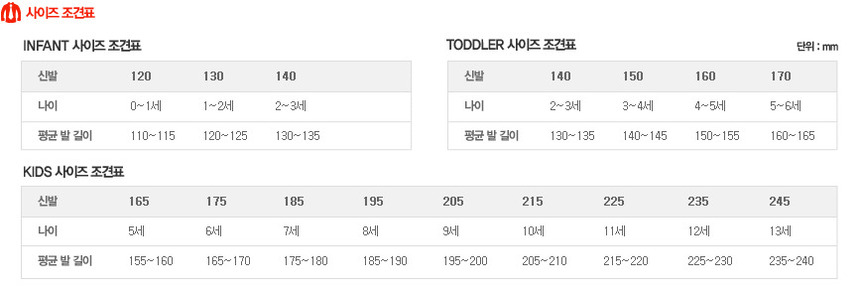 사이즈 조견표
INFANT 사이즈 조견표
신발 120 130 140
나이 0~1세 1~2세 2~3세
평균 발 길이 110~115 120~125 130~135
TODDLER 사이즈 조견표 단위 : mm
신발 140 150 160 170
나이 2~3세 3~4세 4~5세 5~6세
평균 발 길이 130~135 140~145 150~155 160~165
KIDS 사이즈 조견표
신발 165 175 185 195 205 215 225 235 245
나이 5세 6세 7세 8세 9세 10세 11세 12세 13세
평균 발 길이 155~160 165~170 175~180 185~190 195~200 205~210 215~220 225~230 235~240